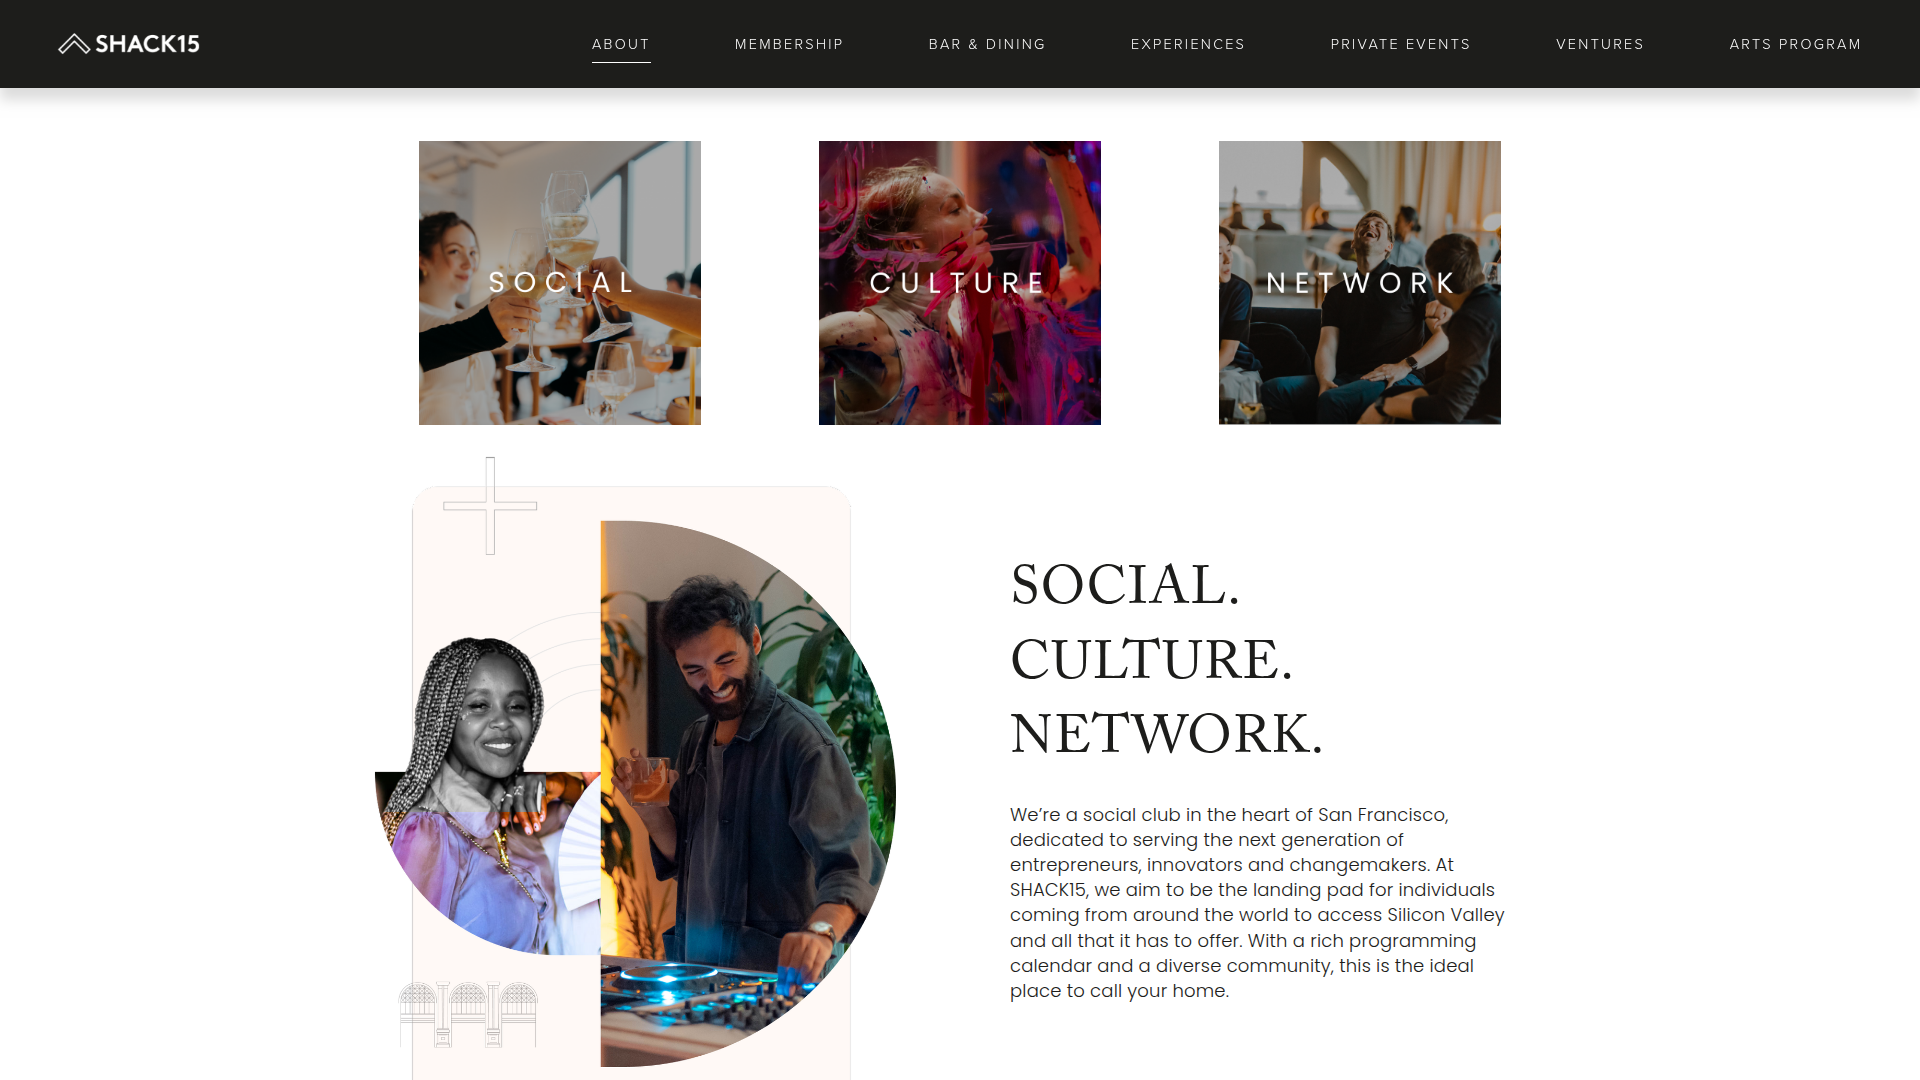 SHACK15
ABOUT
MEMBERSHIP
BAR & DINING
EXPERIENCES
PRIVATE EVENTS
VENTURES
ARTS PROGRAM
SOCIAL
CULTURE
NETWORK
SOCIAL.
CULTURE.
NETWORK.
We’re a social club in the heart of San Francisco,
dedicated to serving the next generation of
entrepreneurs, innovators and changemakers. At
SHACK15, we aim to be the landing pad for individuals
coming from around the world to access Silicon Valley
and all that it has to offer. With a rich programming
calendar and a diverse community, this is the ideal
place to call your home.